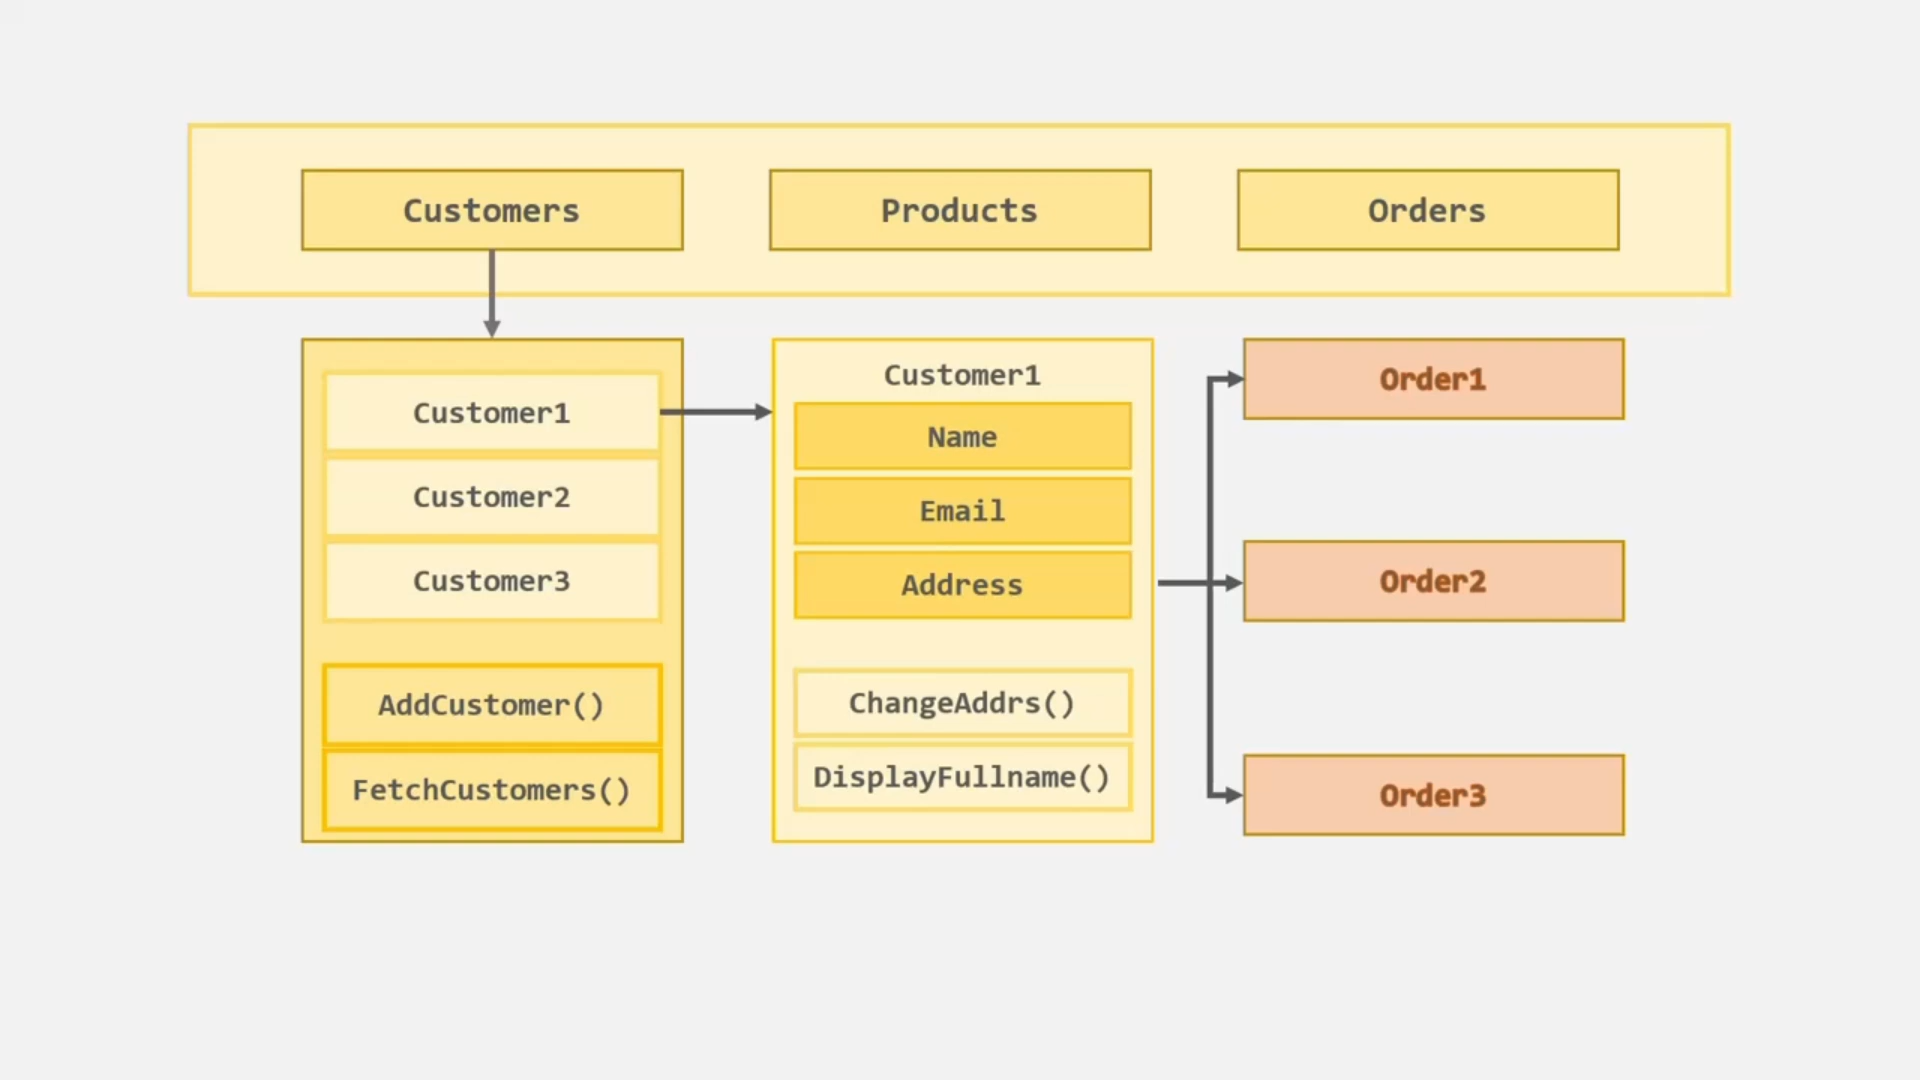 Customers
Products
Orders
Customer1
Customer2
Customer3
AddCustomer()
FetchCustomers()
Customer1
Name
Email
Address
ChangeAddrs()
DisplayFullname()
Order1
Order2
Order3